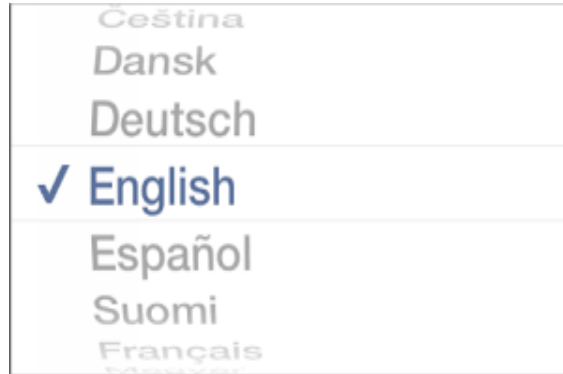 Čeština
Dansk
Deutsch
✓ English
Español
Suomi
Français